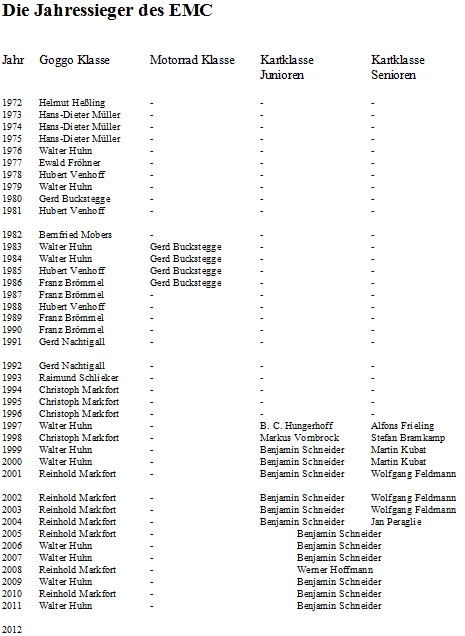 Die Jahressieger des EMC
Jahr Goggo Klasse Motorrad Klasse Kartklasse Kartklasse
Junioren Senioren
1972 Helmut Heßling - - -
1973 Hans-Dieter Müller - - -
1974 Hans-Dieter Müller - - -
1975 Hans-Dieter Müller - - -
1976 Walter Huhn - - -
1977 Ewald Fröhner - - -
1978 Hubert Venhoff - - -
1979 Walter Huhn - - -
1980 Gerd Buckstegge - - -
1981 Hubert Venhoff - - -
1982 Bernfried Mobers - - -
1983 Walter Huhn Gerd Buckstegge - -
1984 Walter Huhn Gerd Buckstegge - -
1985 Hubert Venhoff Gerd Buckstegge - -
1986 Franz Brömmel Gerd Buckstegge - -
1987 Franz Brömmel - - -
1988 Hubert Venhoff - - -
1989 Franz Brömmel - - -
1990 Franz Brömmel - - -
1991 Gerd Nachtigall - - -
1992 Gerd Nachtigall - - -
1993 Raimund Schlieker - - -
1994 Christoph Markfort - - -
1995 Christoph Markfort - - -
1996 Christoph Markfort - - -
1997 Walter Huhn - B. C. Hungerhoff Alfons Frieling
1998 Christoph Markfort - Markus Vornbrock Stefan Bramkamp
1999 Walter Huhn - Benjamin Schneider Martin Kubat
2000 Walter Huhn - Benjamin Schneider Martin Kubat
2001 Reinhold Markfort - Benjamin Schneider Wolfgang Feldmann
2002 Reinhold Markfort - Benjamin Schneider Wolfgang Feldmann
2003 Reinhold Markfort - Benjamin Schneider Wolfgang Feldmann
2004 Reinhold Markfort - Benjamin Schneider Jan Peraglie
2005 Reinhold Markfort - Benjamin Schneider
2006 Walter Huhn - Benjamin Schneider
2007 Walter Huhn - Benjamin Schneider
2008 Reinhold Markfort - Werner Hoffmann
2009 Walter Huhn - Benjamin Schneider
2010 Reinhold Markfort - Benjamin Schneider
2011 Walter Huhn - Benjamin Schneider
2012